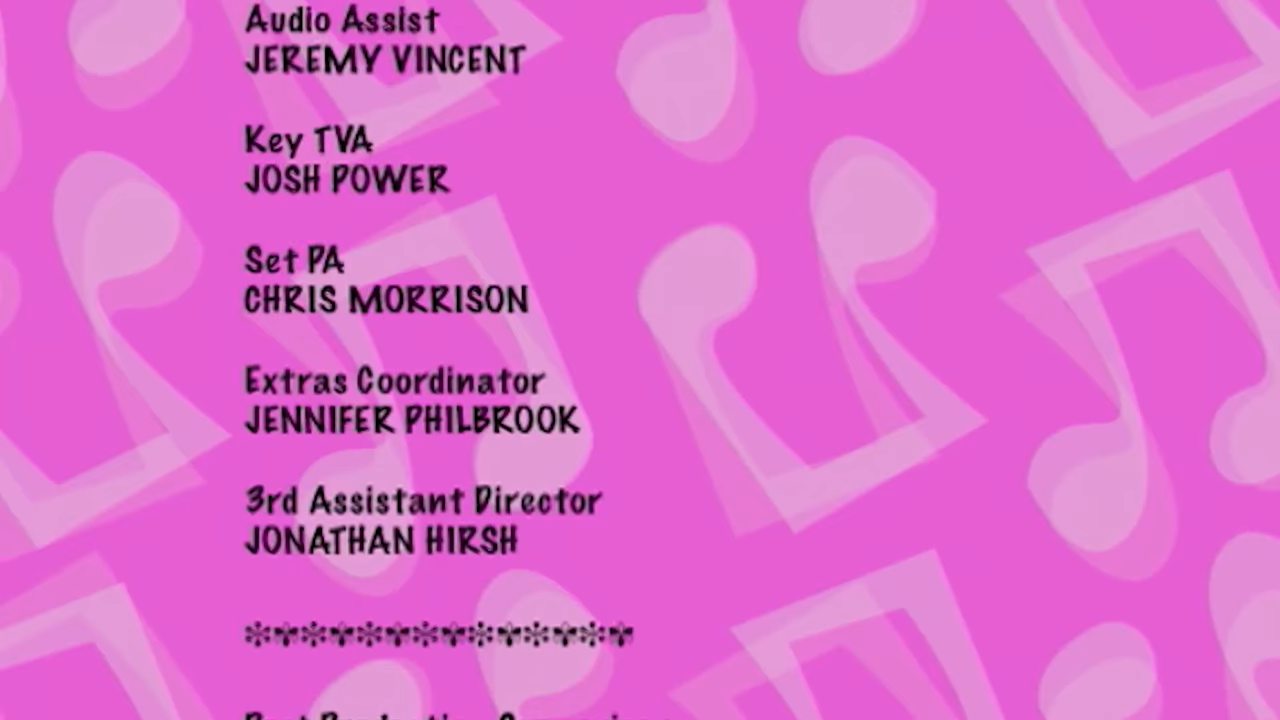 Audio Assist
JEREMY VINCENT
Key TVA
JOSH POWER
Set PA
CHRIS MORRISON
Extras Coordinator
JENNIFER PHILBROOK
3rd Assistant Director
JONATHAN HIRSH